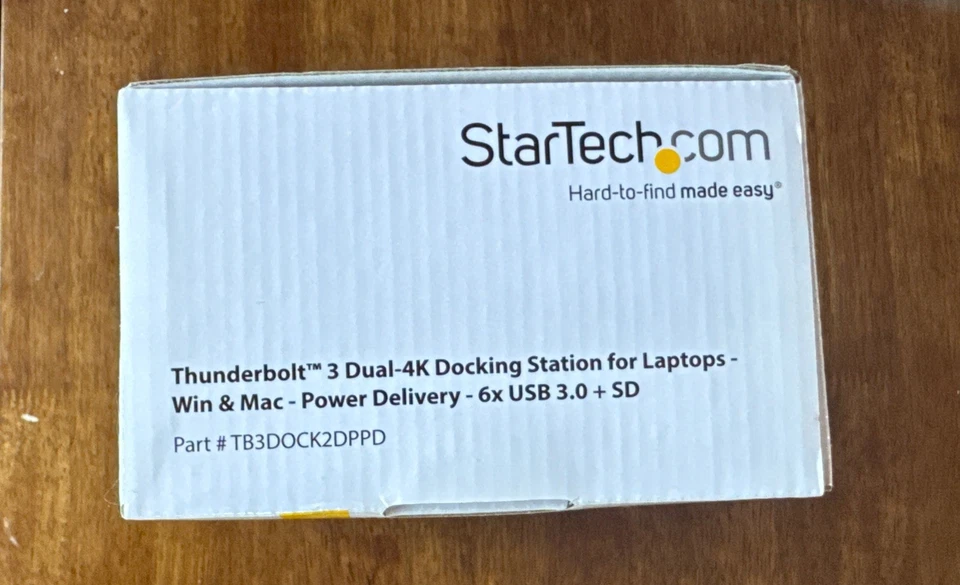 StarTech.com
Hard-to-find made easy®
Thunderbolt™ 3 Dual-4K Docking Station for Laptops -
Win & Mac - Power Delivery - 6x USB 3.0 + SD
Part # TB3DOCK2DPPD